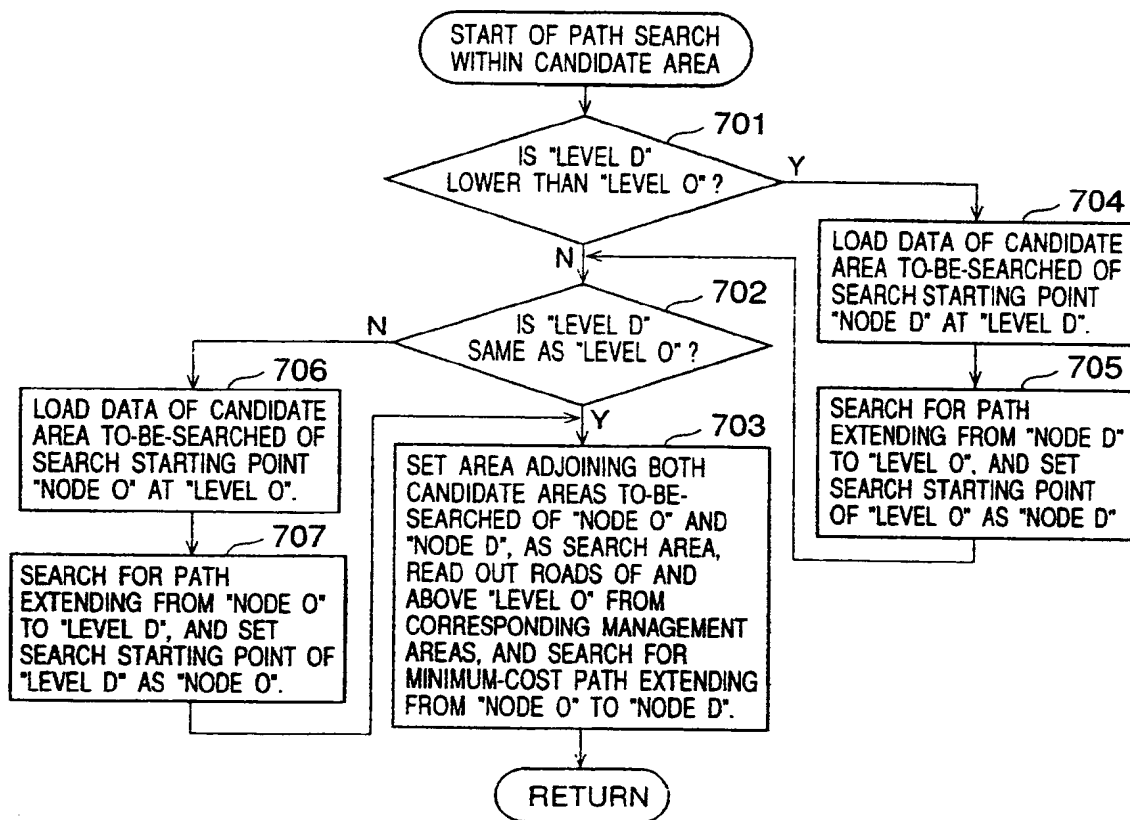 START OF PATH SEARCH
WITHIN CANDIDATE AREA
701
IS "LEVEL D"
LOWER THAN "LEVEL O" ?
Y
N
704
LOAD DATA OF CANDIDATE
AREA TO-BE-SEARCHED OF
SEARCH STARTING POINT
"NODE D" AT "LEVEL D".
705
SEARCH FOR PATH
EXTENDING FROM "NODE D"
TO "LEVEL O", AND SET
SEARCH STARTING POINT
OF "LEVEL O" AS "NODE D"
702
IS "LEVEL D"
SAME AS "LEVEL O" ?
N
Y
706
LOAD DATA OF CANDIDATE
AREA TO-BE-SEARCHED OF
SEARCH STARTING POINT
"NODE O" AT "LEVEL O".
707
SEARCH FOR PATH
EXTENDING FROM "NODE O"
TO "LEVEL D", AND SET
SEARCH STARTING POINT OF
"LEVEL D" AS "NODE O".
703
SET AREA ADJOINING BOTH
CANDIDATE AREAS TO-BE-
SEARCHED OF "NODE O" AND
"NODE D", AS SEARCH AREA,
READ OUT ROADS OF AND
ABOVE "LEVEL O" FROM
CORRESPONDING MANAGEMENT
AREAS, AND SEARCH FOR
MINIMUM-COST PATH EXTENDING
FROM "NODE O" TO "NODE D".
RETURN